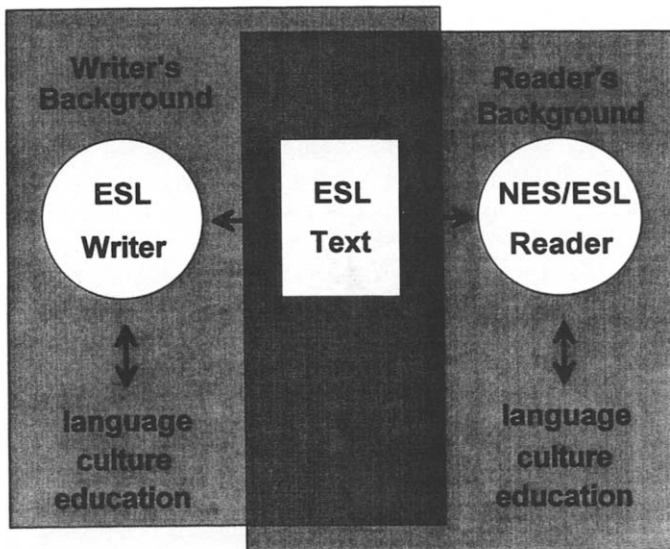 Writer's
Background
Reader's
Background
ESL
Writer
ESL
Text
NES/ESL
Reader
language
culture
education
language
culture
education